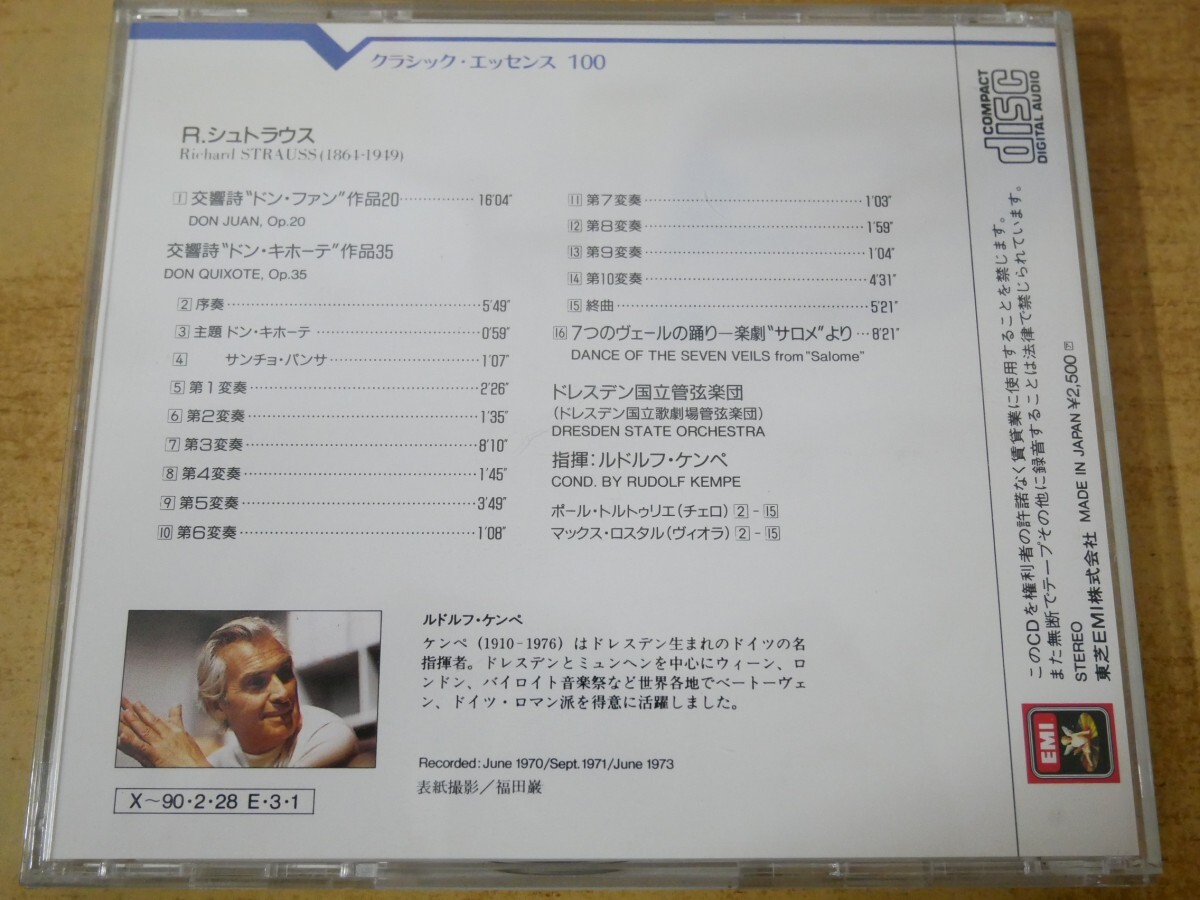 クラシック・エッセンス 100
R.シュトラウス
Richard STRAUSS (1864-1949)
1 交響詩“ドン・ファン”作品20 ………… 16'04"
DON JUAN, Op.20
交響詩“ドン・キホーテ”作品35
DON QUIXOTE, Op.35
2 序奏 ………… 5'49"
3 主題 ドン・キホーテ ………… 0'59"
4 サンチョ・パンサ ………… 1'07"
5 第1変奏 ………… 2'26"
6 第2変奏 ………… 1'35"
7 第3変奏 ………… 8'10"
8 第4変奏 ………… 1'45"
9 第5変奏 ………… 3'49"
10 第6変奏 ………… 1'08"
11 第7変奏 ………… 1'03"
12 第8変奏 ………… 1'59"
13 第9変奏 ………… 1'04"
14 第10変奏 ………… 4'31"
15 終曲 ………… 5'21"
16 7つのヴェールの踊り—楽劇“サロメ”より … 8'21"
DANCE OF THE SEVEN VEILS from "Salome"
ドレスデン国立管弦楽団
(ドレスデン国立歌劇場管弦楽団)
DRESDEN STATE ORCHESTRA
指揮:ルドルフ・ケンペ
COND. BY RUDOLF KEMPE
ポール・トルトゥリエ(チェロ) 2 - 15
マックス・ロスタル(ヴィオラ) 2 - 15
ルドルフ・ケンペ
ケンペ (1910-1976) はドレスデン生まれのドイツの名
指揮者。ドレスデンとミュンヘンを中心にウィーン、ロ
ンドン、バイロイト音楽祭など世界各地でベートーヴェ
ン、ドイツ・ロマン派を得意に活躍しました。
Recorded: June 1970/Sept. 1971/June 1973
表紙撮影/福田巌
X〜90・2・28 E・3・1
COMPACT
disc
DIGITAL AUDIO
このCDを権利者の許諾なく賃貸業に使用することを禁じます。
また無断でテープその他に録音することは法律で禁じられています。
STEREO
東芝EMI株式会社 MADE IN JAPAN ¥2,500
EMI